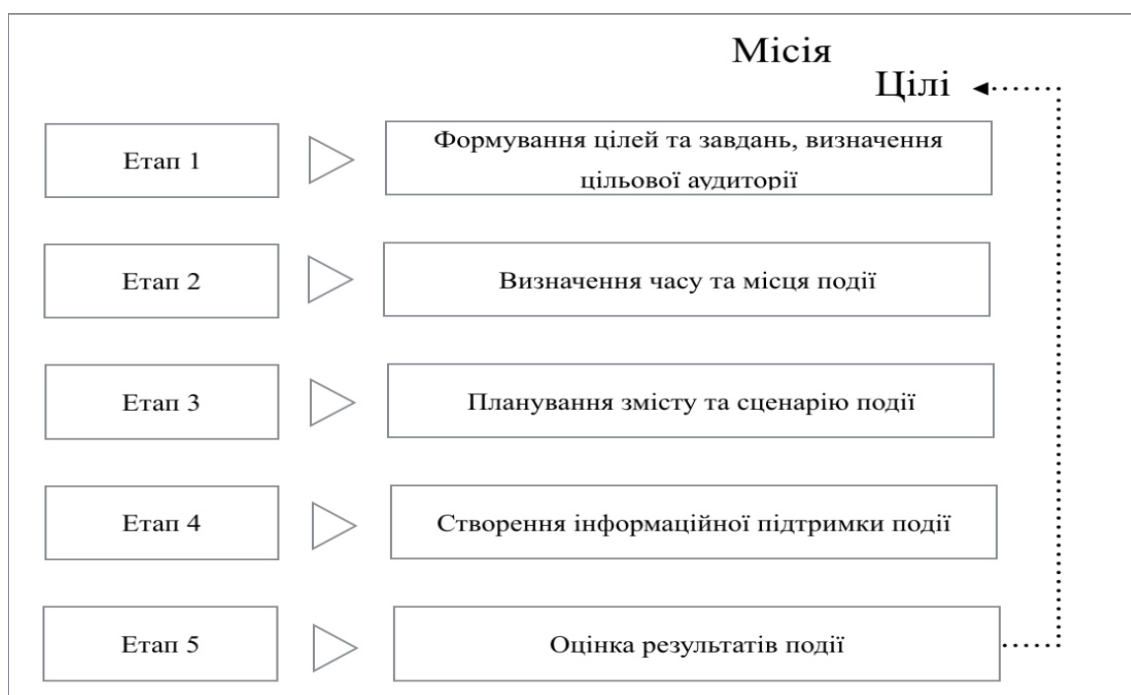 Місія
Цілі
Етап 1
Формування цілей та завдань, визначення
цільової аудиторії
Етап 2
Визначення часу та місця події
Етап 3
Планування змісту та сценарію події
Етап 4
Створення інформаційної підтримки події
Етап 5
Оцінка результатів події